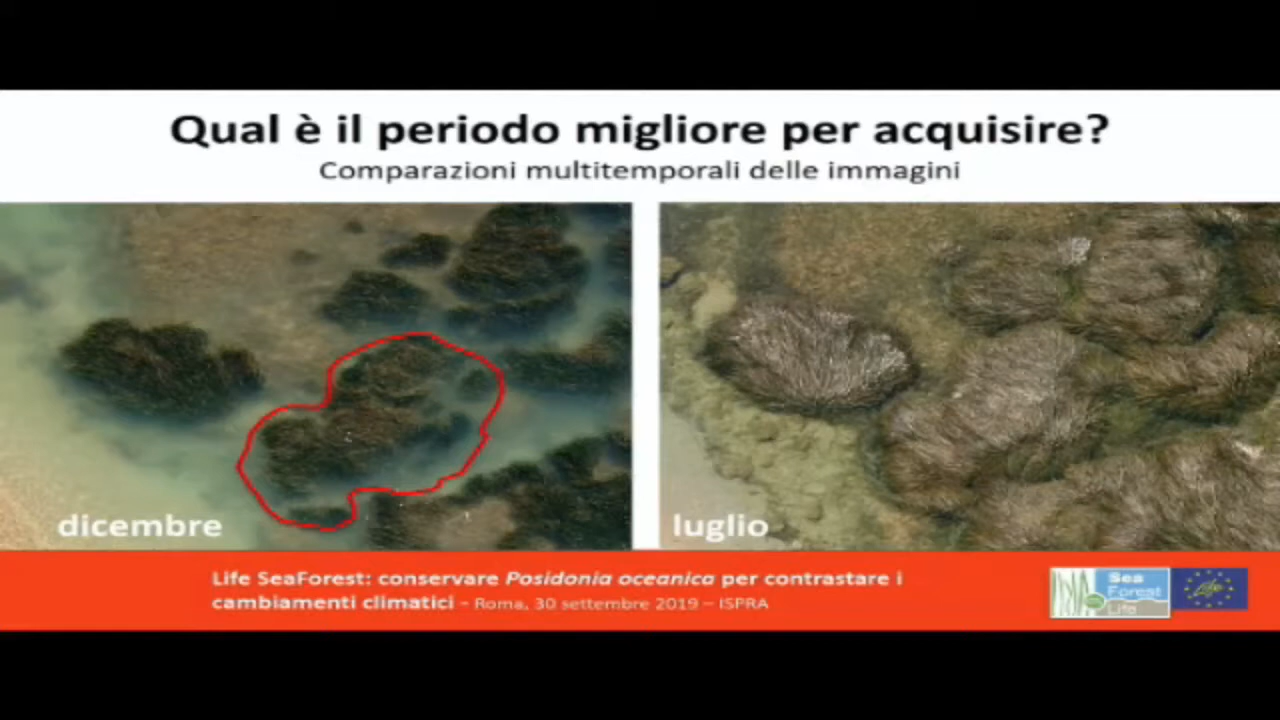 Qual è il periodo migliore per acquisire?
Comparazioni multitemporali delle immagini
dicembre
luglio
Life SeaForest: conservare Posidonia oceanica per contrastare i
cambiamenti climatici – Roma, 30 settembre 2019 – ISPRA
Sea
Forest
Life
Life